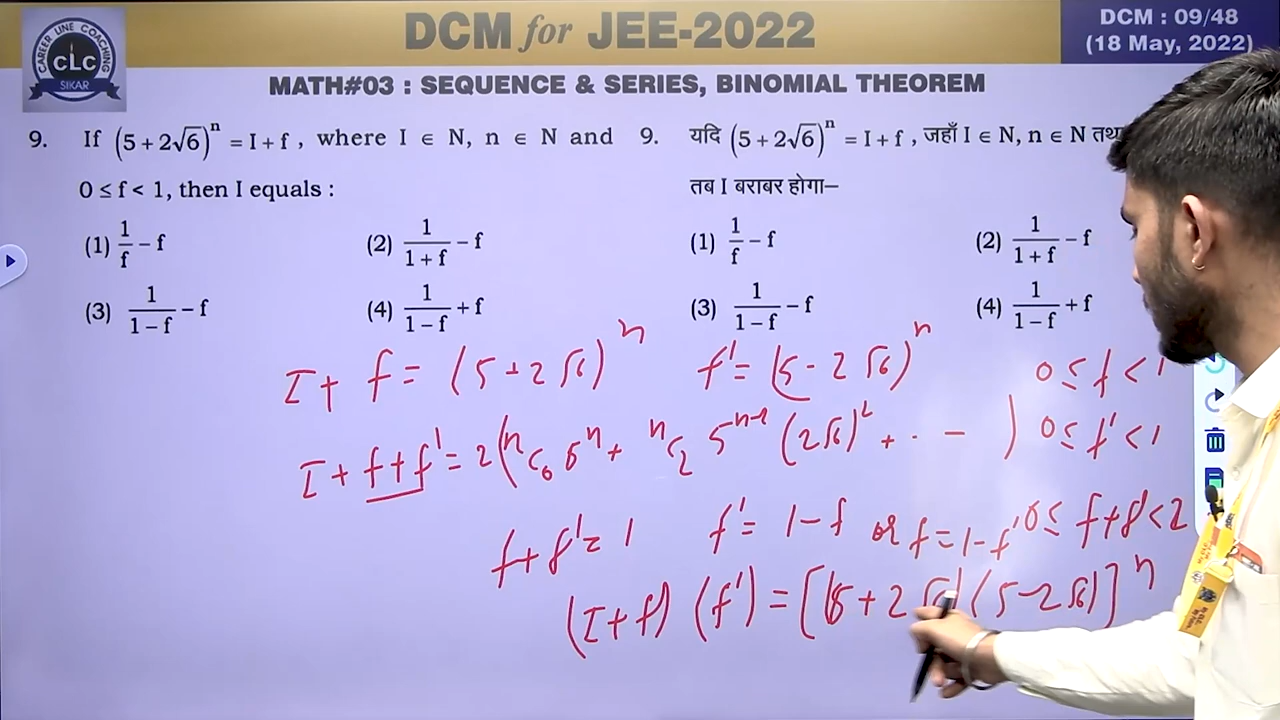 CAREER LINE COACHING
CLC
SIKAR
DCM for JEE-2022
DCM : 09/48
(18 May, 2022)
MATH#03 : SEQUENCE & SERIES, BINOMIAL THEOREM
9. If (5 + 2√6)^n = I + f , where I ∈ N, n ∈ N and
0 ≤ f < 1, then I equals :
(1) 1/f − f (2) 1/(1 + f) − f
(3) 1/(1 − f) − f (4) 1/(1 − f) + f
9. यदि (5 + 2√6)^n = I + f , जहाँ I ∈ N, n ∈ N तथा
तब I बराबर होगा–
(1) 1/f − f (2) 1/(1 + f) − f
(3) 1/(1 − f) − f (4) 1/(1 − f) + f
I + f = (5 + 2√6)^n f' = (5 - 2√6)^n 0 ≤ f < 1
I + f + f' = 2(nC0 5^n + nC2 5^n-2 (2√6)^2 + . . - ) 0 ≤ f' < 1
f + f' = 1 f' = 1 - f or f = 1 - f' 0 ≤ f + f' < 2
(I + f) (f') = [(5 + 2√6) (5 - 2√6)]^n